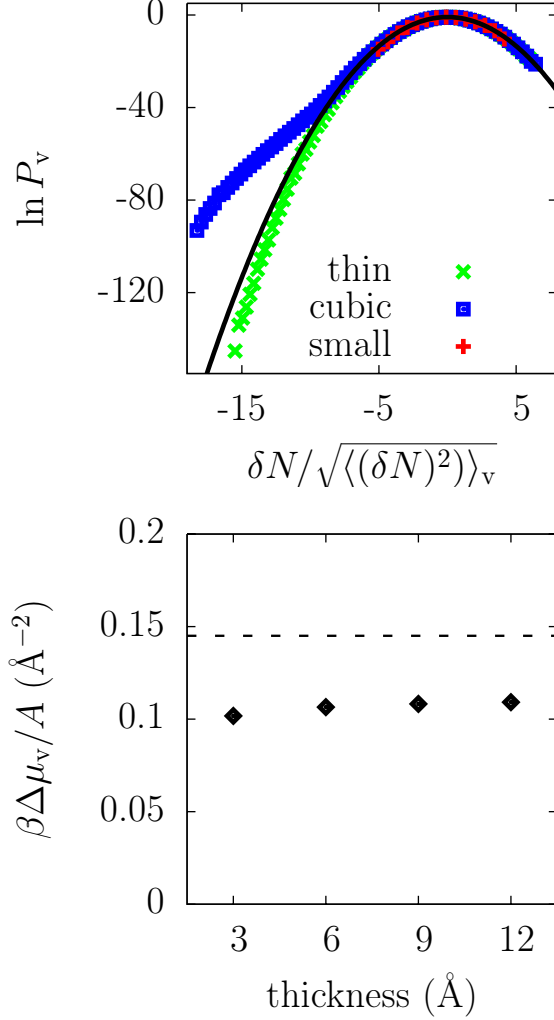 0
-40
-80
-120
ln P_v
thin
cubic
small
-15 -5 5
δN/√⟨(δN)²)⟩_v
0.2
0.15
0.1
0.05
0
βΔμ_v/A (Å⁻²)
3 6 9 12
thickness (Å)